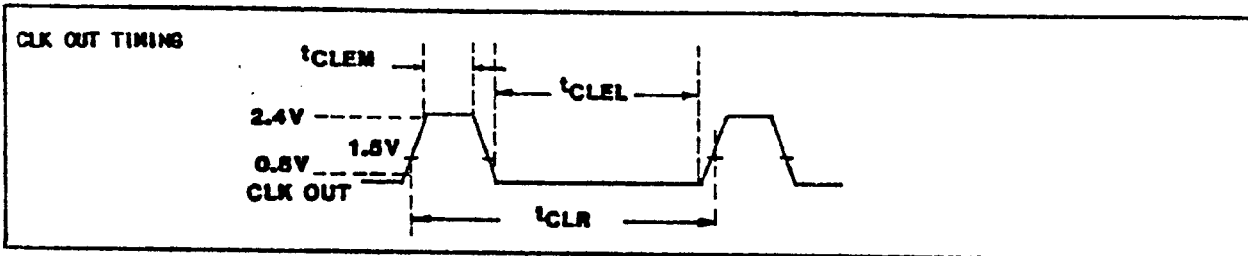 CLK OUT TIMING
tCLEM
tCLEL
2.4V
1.5V
0.8V
CLK OUT
tCLR